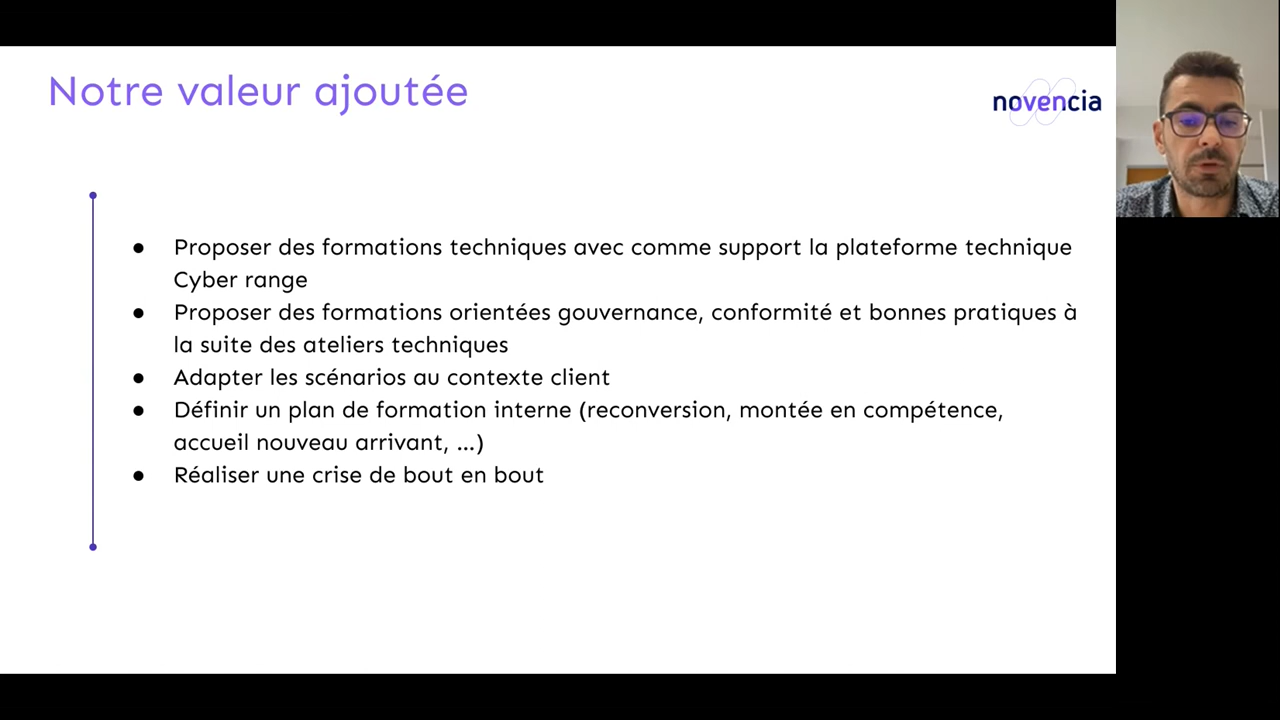 Notre valeur ajoutée
novencia
● Proposer des formations techniques avec comme support la plateforme technique
Cyber range
● Proposer des formations orientées gouvernance, conformité et bonnes pratiques à
la suite des ateliers techniques
● Adapter les scénarios au contexte client
● Définir un plan de formation interne (reconversion, montée en compétence,
accueil nouveau arrivant, ...)
● Réaliser une crise de bout en bout